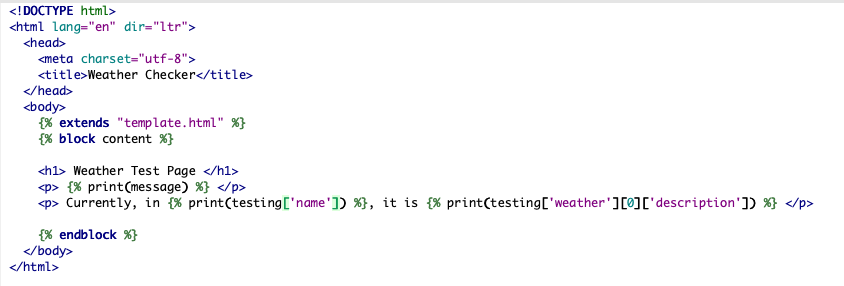 <!DOCTYPE html>
<html lang="en" dir="ltr">
  <head>
    <meta charset="utf-8">
    <title>Weather Checker</title>
  </head>
  <body>
    {% extends "template.html" %}
    {% block content %}

    <h1> Weather Test Page </h1>
    <p> {% print(message) %} </p>
    <p> Currently, in {% print(testing['name']) %}, it is {% print(testing['weather'][0]['description']) %} </p>

    {% endblock %}
  </body>
</html>